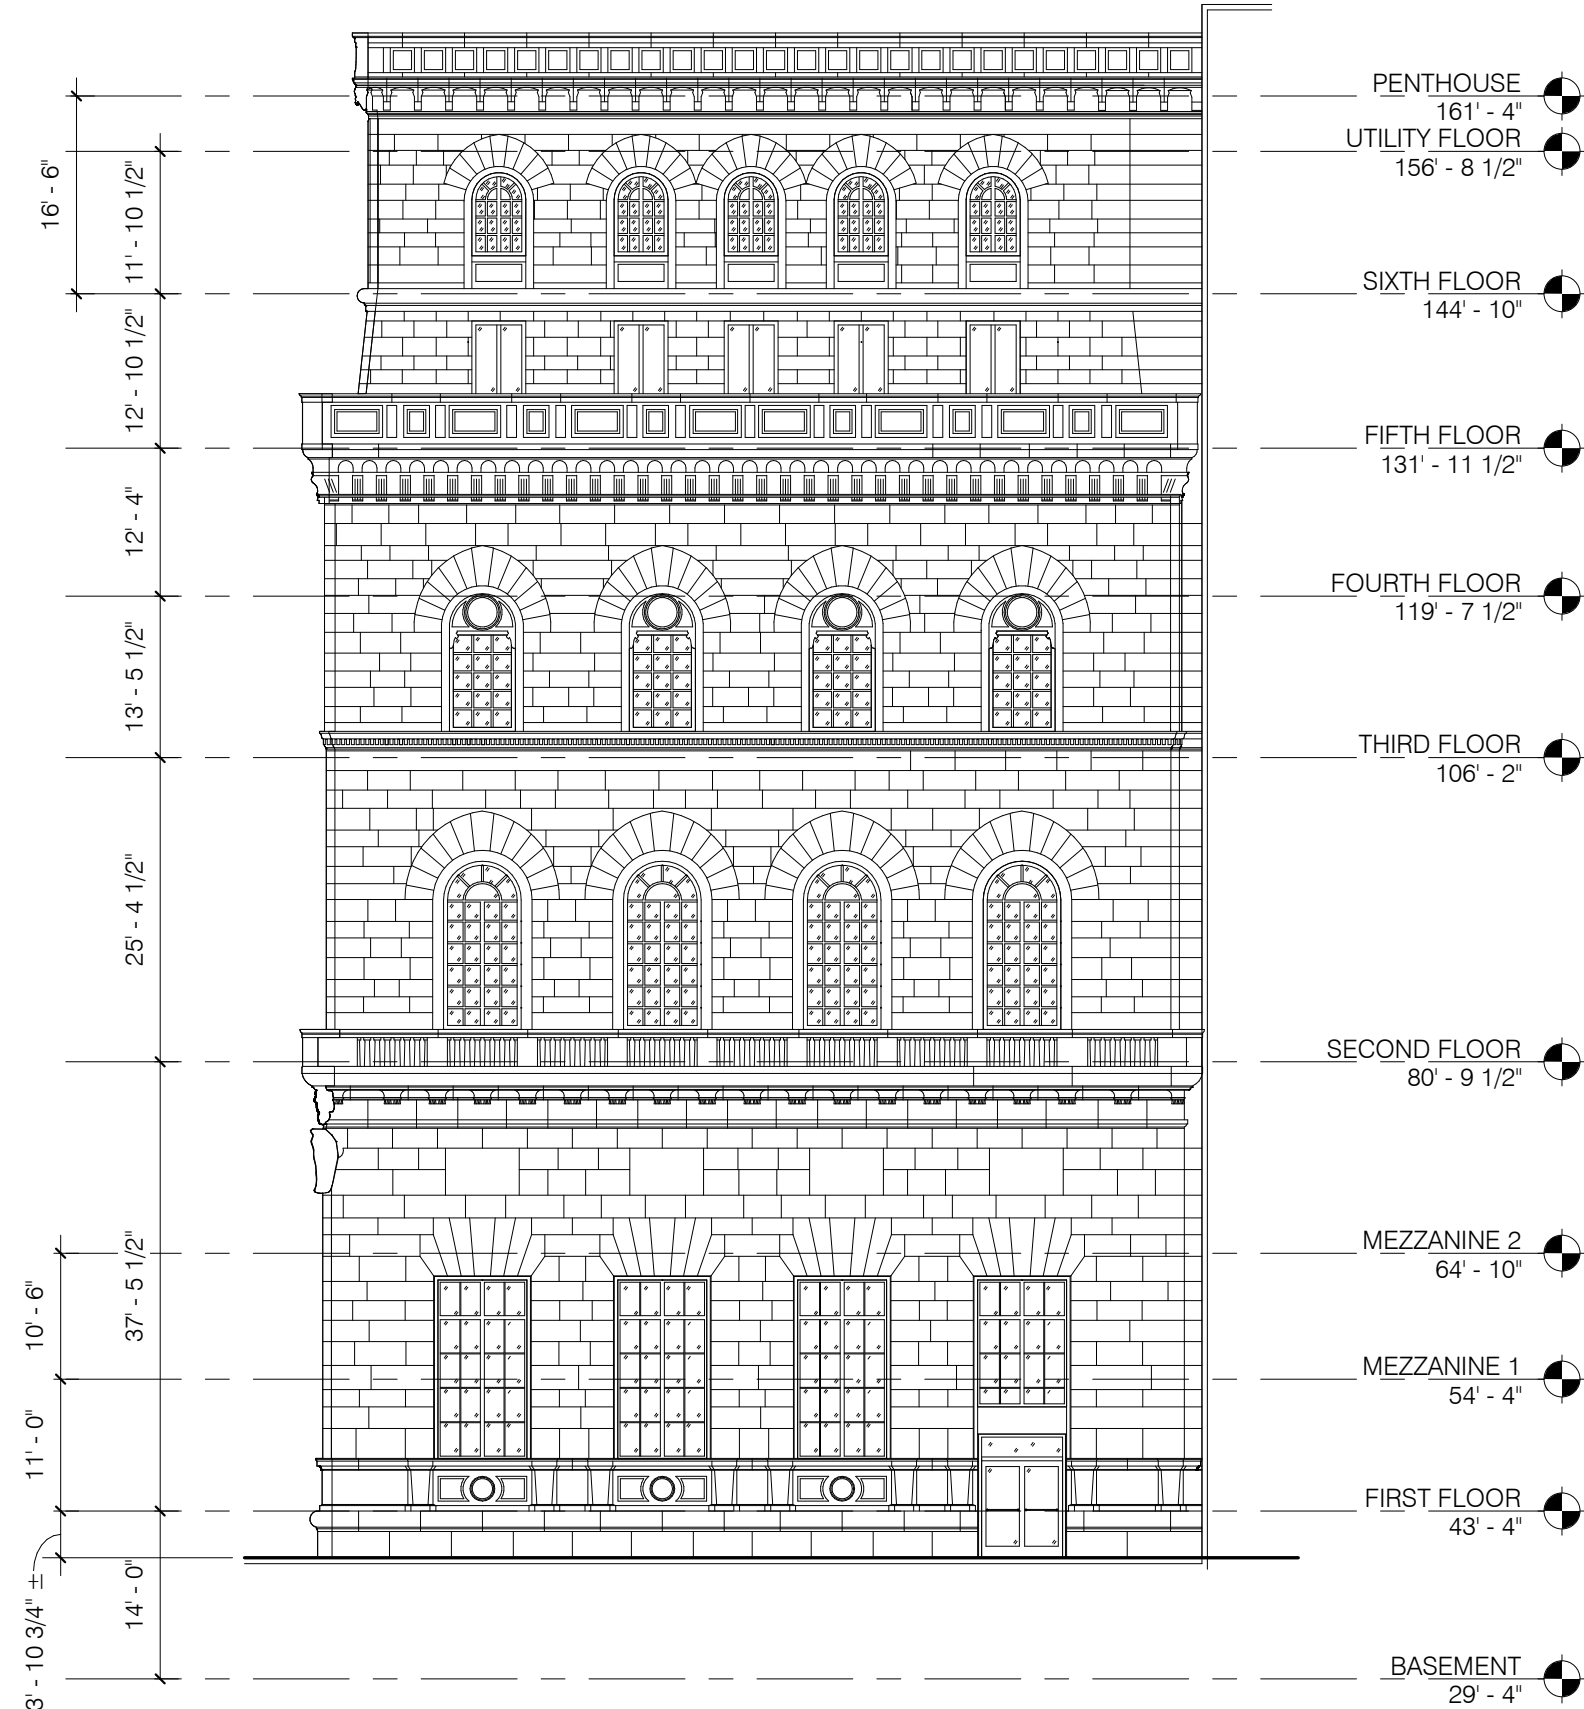 PENTHOUSE
161' - 4"
UTILITY FLOOR
156' - 8 1/2"
16' - 6"
11' - 10 1/2"
SIXTH FLOOR
144' - 10"
12' - 10 1/2"
FIFTH FLOOR
131' - 11 1/2"
12' - 4"
FOURTH FLOOR
119' - 7 1/2"
13' - 5 1/2"
THIRD FLOOR
106' - 2"
25' - 4 1/2"
SECOND FLOOR
80' - 9 1/2"
37' - 5 1/2"
MEZZANINE 2
64' - 10"
10' - 6"
MEZZANINE 1
54' - 4"
11' - 0"
FIRST FLOOR
43' - 4"
3' - 10 3/4" ±
14' - 0"
BASEMENT
29' - 4"